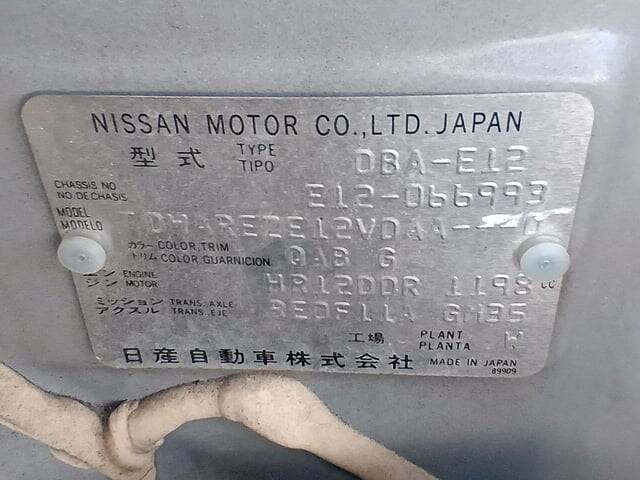 NISSAN MOTOR CO., LTD. JAPAN
型式 TYPE TIPO DBA-E12
CHASSIS NO NO DE CHASIS E12-066993
MODEL MODELO
カラー トリム COLOR,TRIM COLOR,GUARNICION QAB G
ジン ENGINE MOTOR HR12DDR 1198 cc
ミッション アクスル TRANS.AXLE TRANS.EJE RE0F11A GH35
工場 PLANT PLANTA
日産自動車株式会社 MADE IN JAPAN
89909